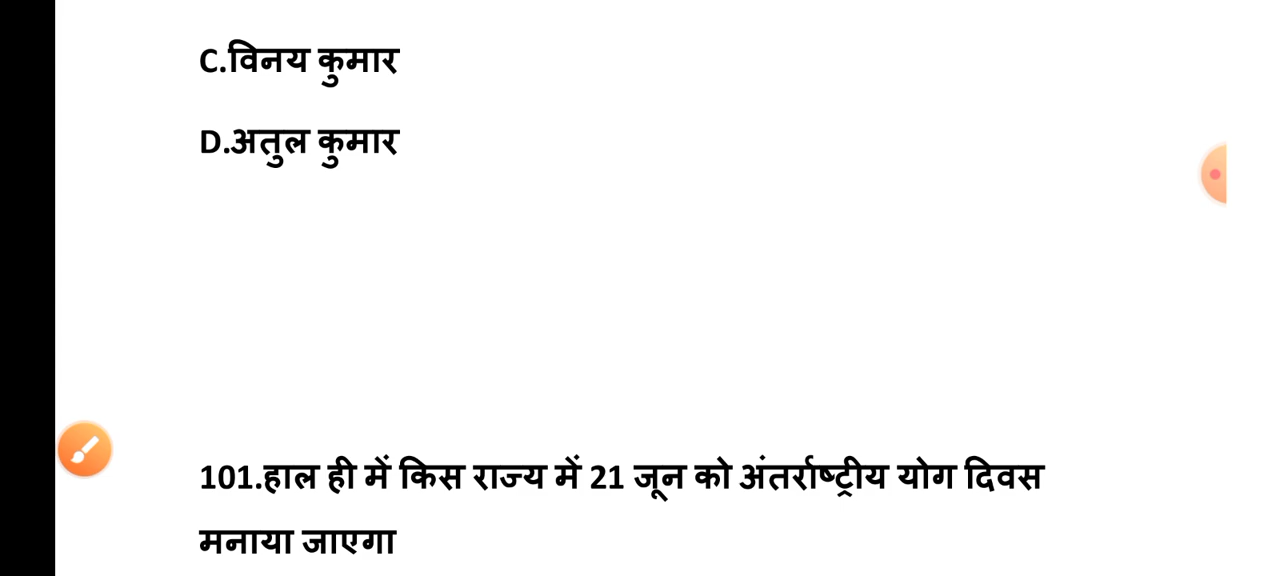 C.विनय कुमार
D.अतुल कुमार
101.हाल ही में किस राज्य में 21 जून को अंतर्राष्ट्रीय योग दिवस
मनाया जाएगा